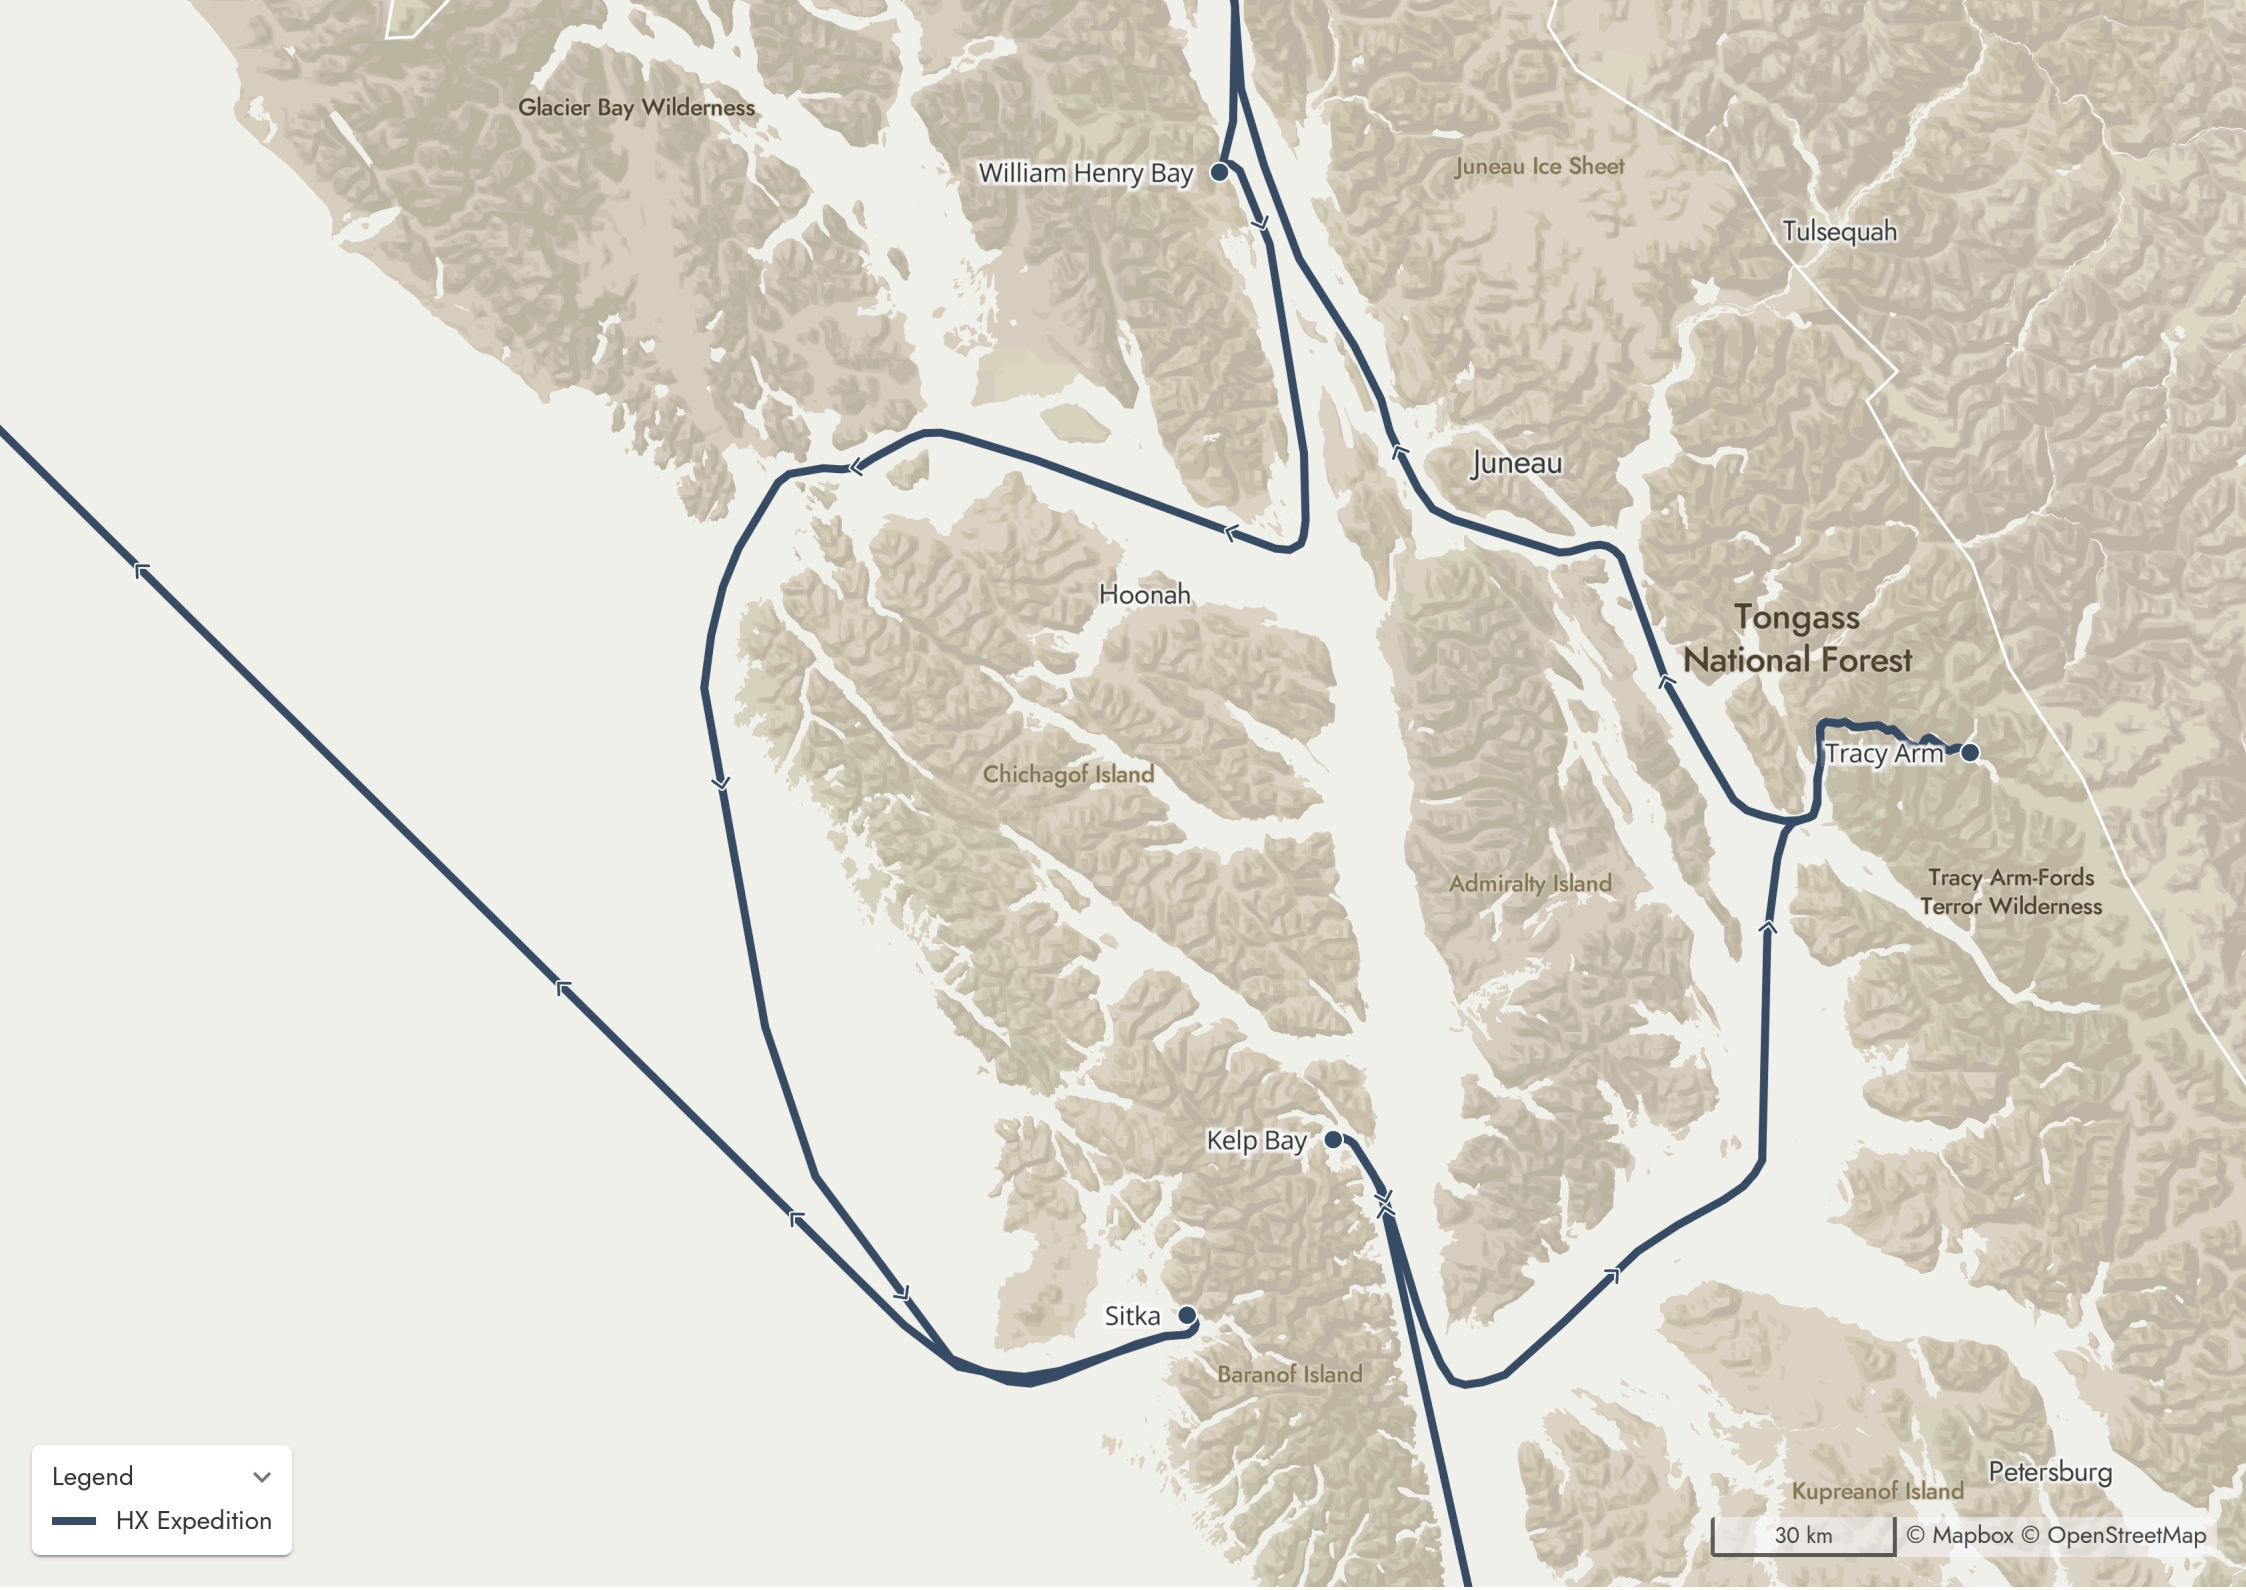 Glacier Bay Wilderness
William Henry Bay
Juneau Ice Sheet
Tulsequah
Juneau
Hoonah
Tongass
National Forest
Tracy Arm
Chichagof Island
Admiralty Island
Tracy Arm-Fords
Terror Wilderness
Kelp Bay
Sitka
Baranof Island
Petersburg
Kupreanof Island
Legend
HX Expedition
30 km
© Mapbox © OpenStreetMap